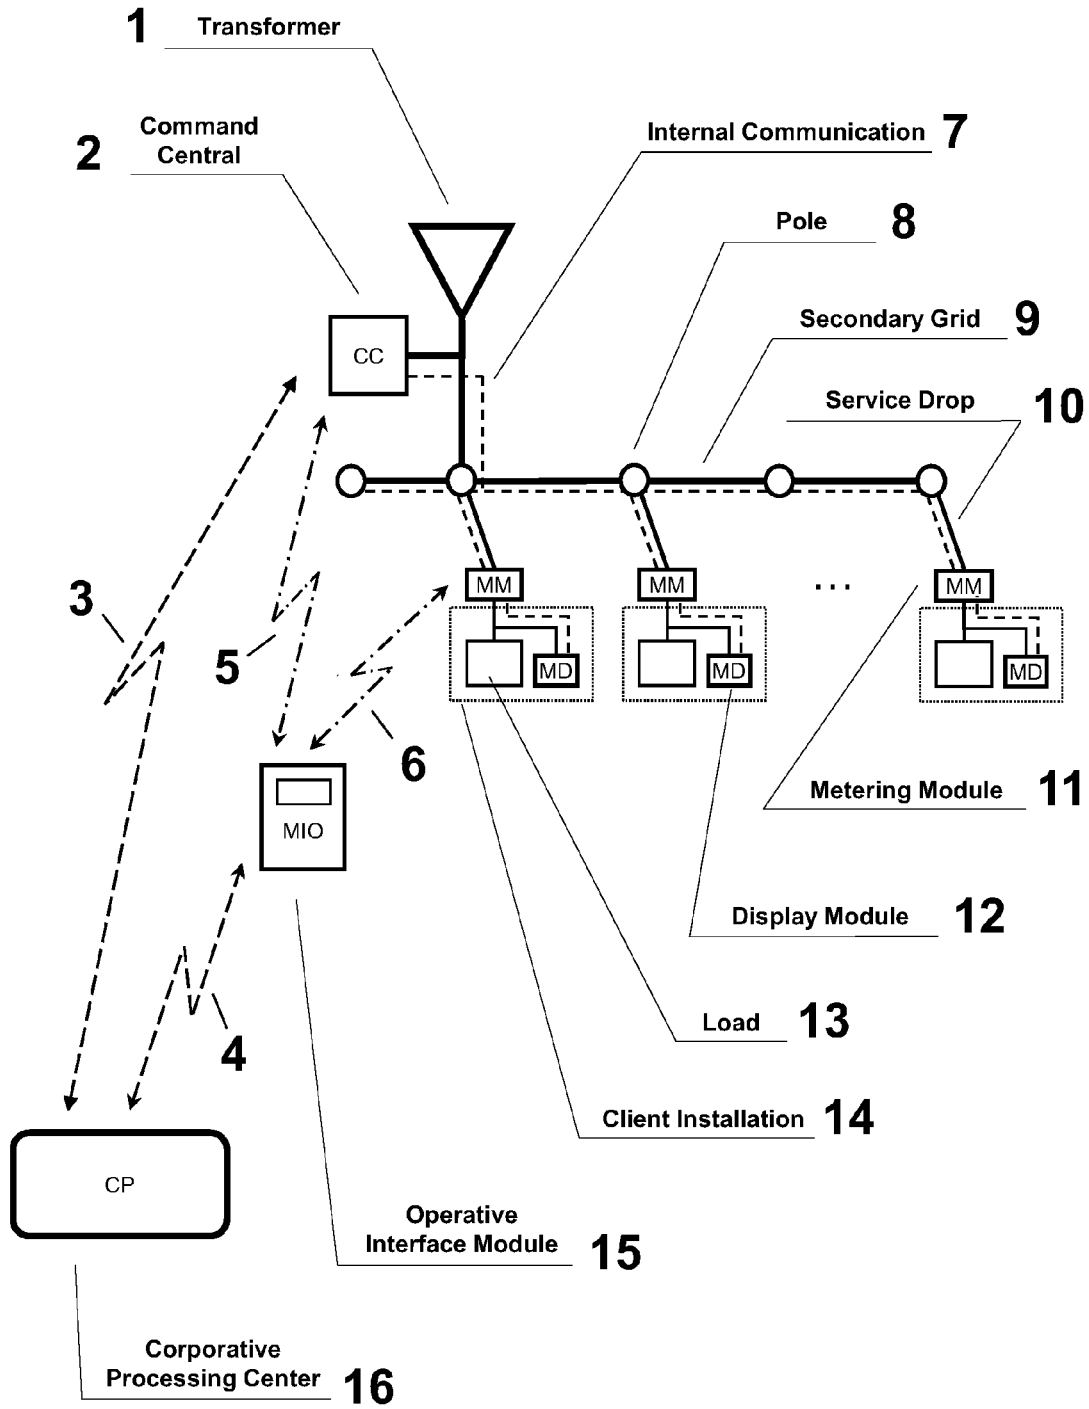 1 Transformer
Command
2 Central
Internal Communication 7
Pole 8
Secondary Grid 9
CC
Service Drop 10
MM MM ... MM
3
5
MD MD MD
6
Metering Module 11
MIO
Display Module 12
Load 13
4
Client Installation 14
CP
Operative
Interface Module 15
Corporative
Processing Center 16